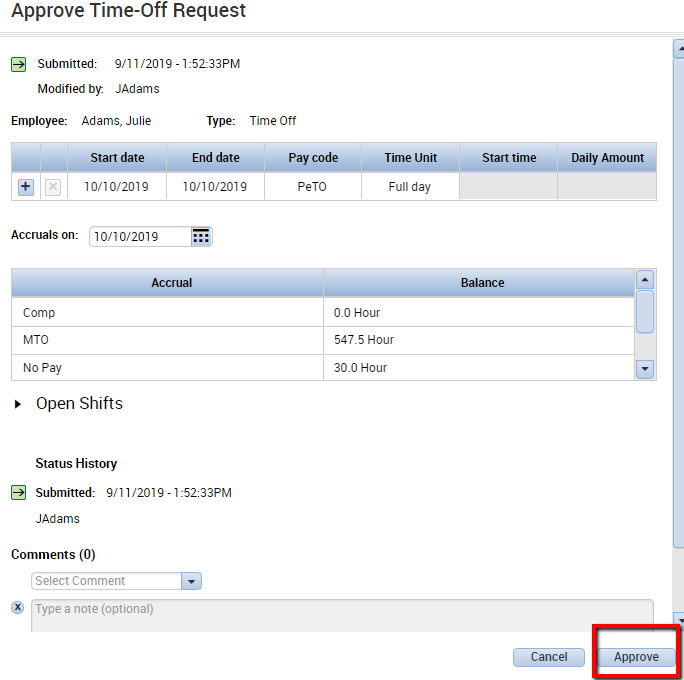 Approve Time-Off Request
Submitted: 9/11/2019 - 1:52:33PM
Modified by: JAdams
Employee: Adams, Julie Type: Time Off
Start date End date Pay code Time Unit Start time Daily Amount
10/10/2019 10/10/2019 PeTO Full day
Accruals on: 10/10/2019
Accrual Balance
Comp 0.0 Hour
MTO 547.5 Hour
No Pay 30.0 Hour
Open Shifts
Status History
Submitted: 9/11/2019 - 1:52:33PM
JAdams
Comments (0)
Select Comment
Type a note (optional)
Cancel Approve